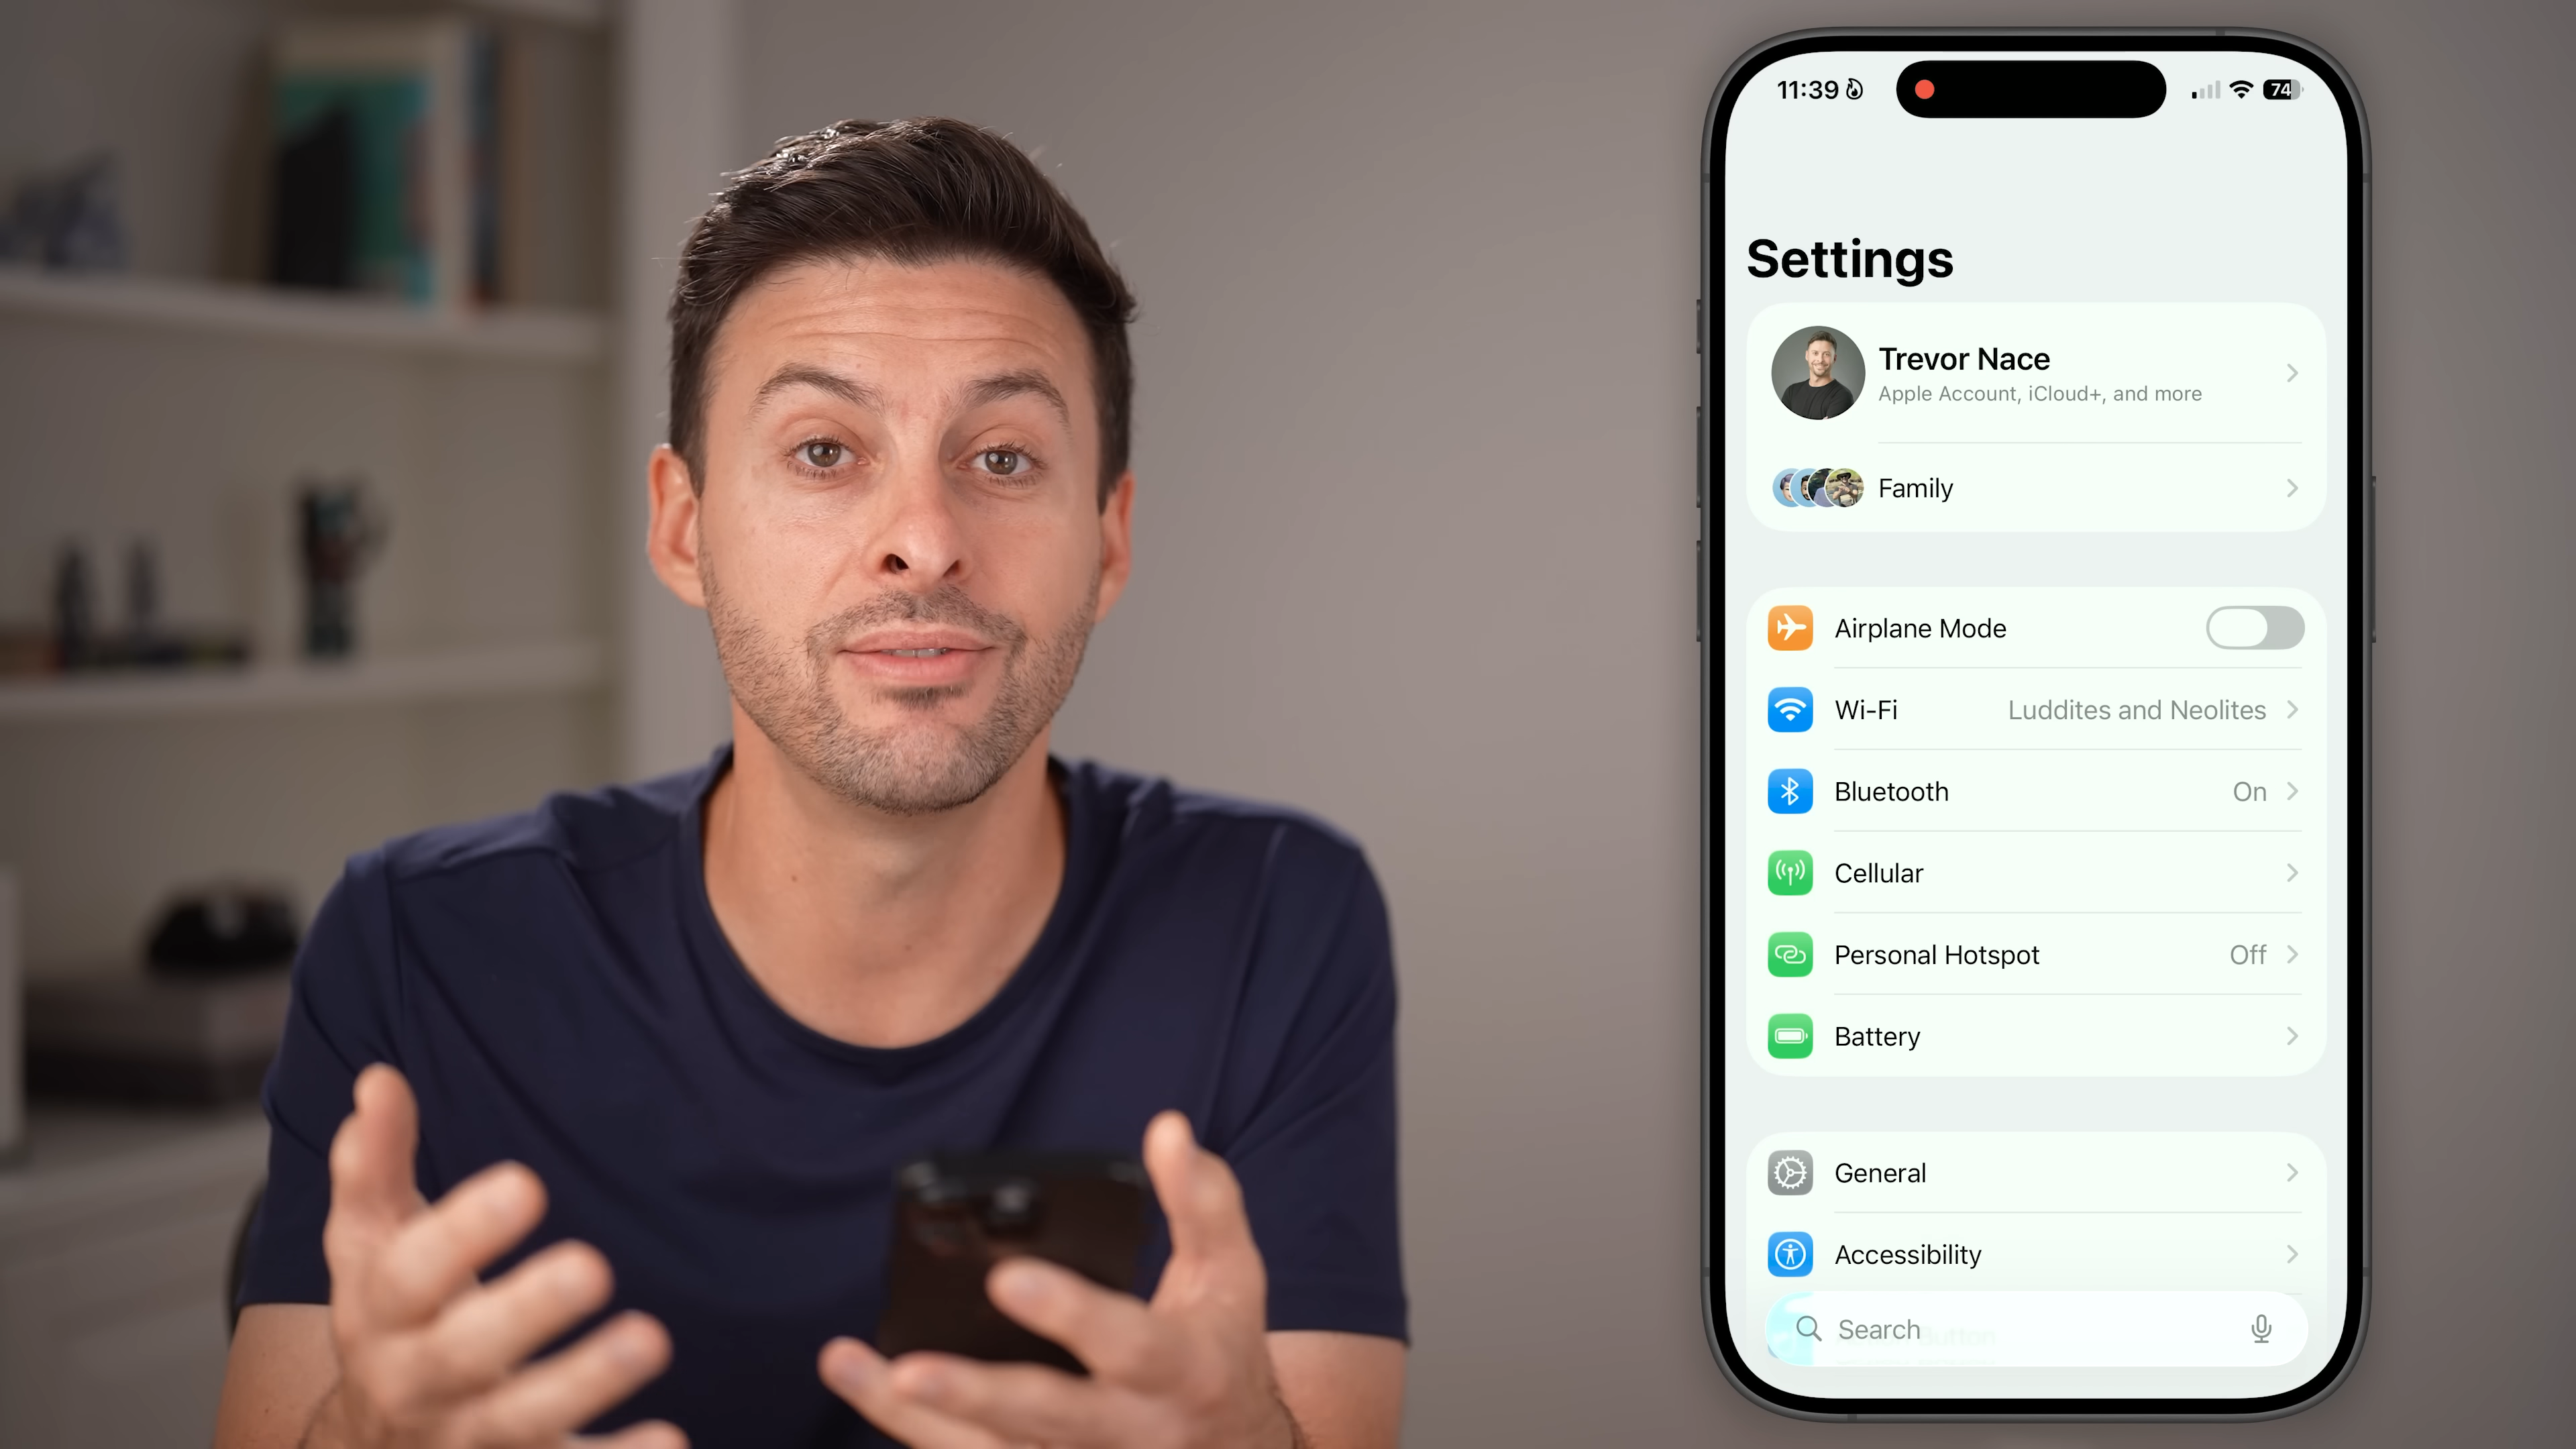 11:39
74
Settings
Trevor Nace
Apple Account, iCloud+, and more
Family
Airplane Mode
Wi-Fi Luddites and Neolites
Bluetooth On
Cellular
Personal Hotspot Off
Battery
General
Accessibility
Search